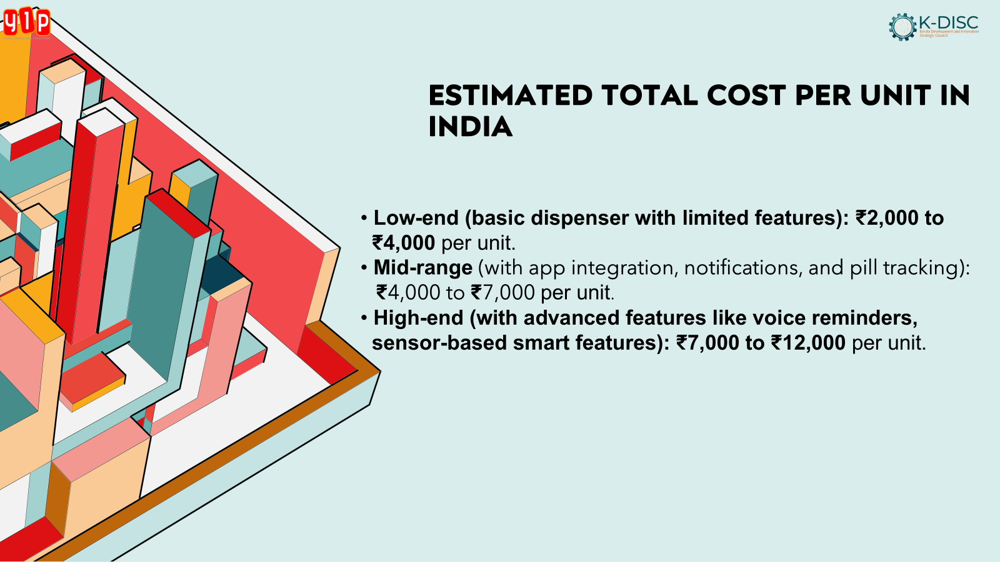 yıp
K-DISC
Kerala Development and Innovation
Strategic Council
ESTIMATED TOTAL COST PER UNIT IN
INDIA
• Low-end (basic dispenser with limited features): ₹2,000 to
₹4,000 per unit.
• Mid-range (with app integration, notifications, and pill tracking):
₹4,000 to ₹7,000 per unit.
• High-end (with advanced features like voice reminders,
sensor-based smart features): ₹7,000 to ₹12,000 per unit.